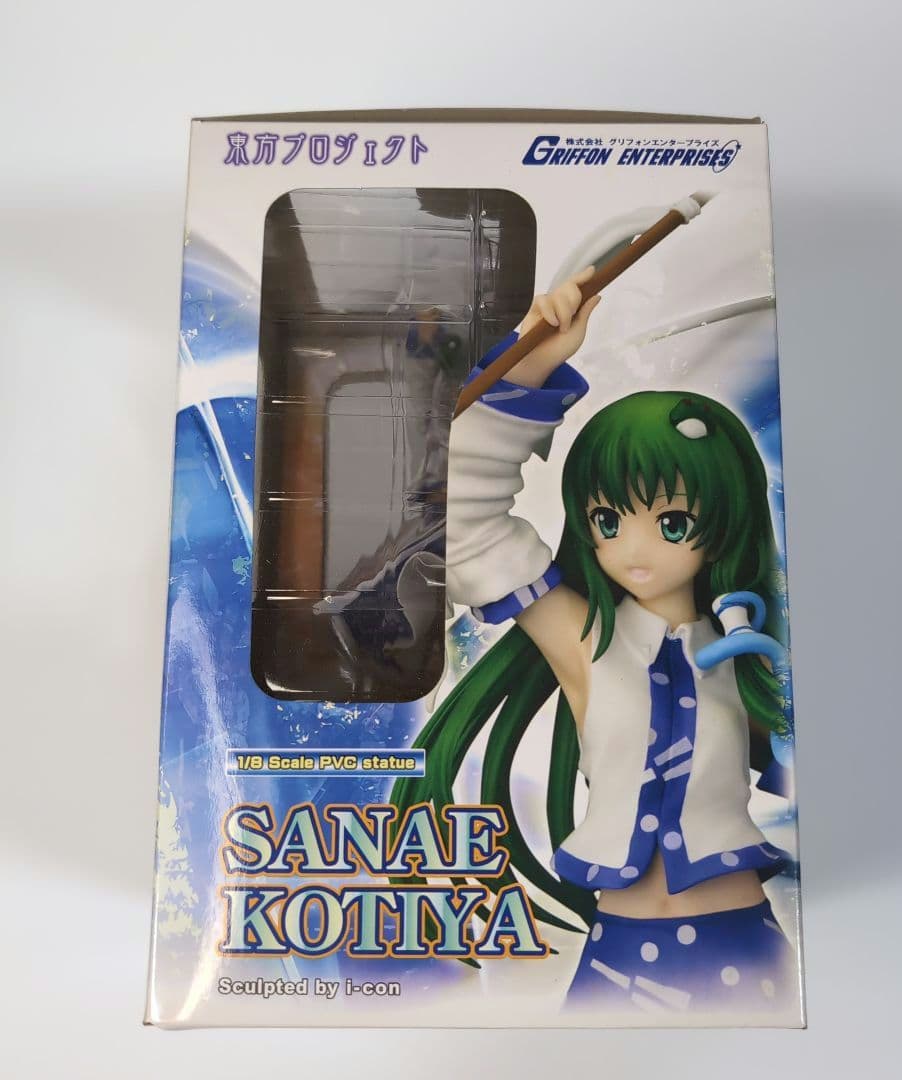 東方プロジェクト
株式会社 グリフォンエンタープライズ
GRIFFON ENTERPRISES
1/8 Scale PVC statue
SANAE
KOTIYA
Sculpted by i-con